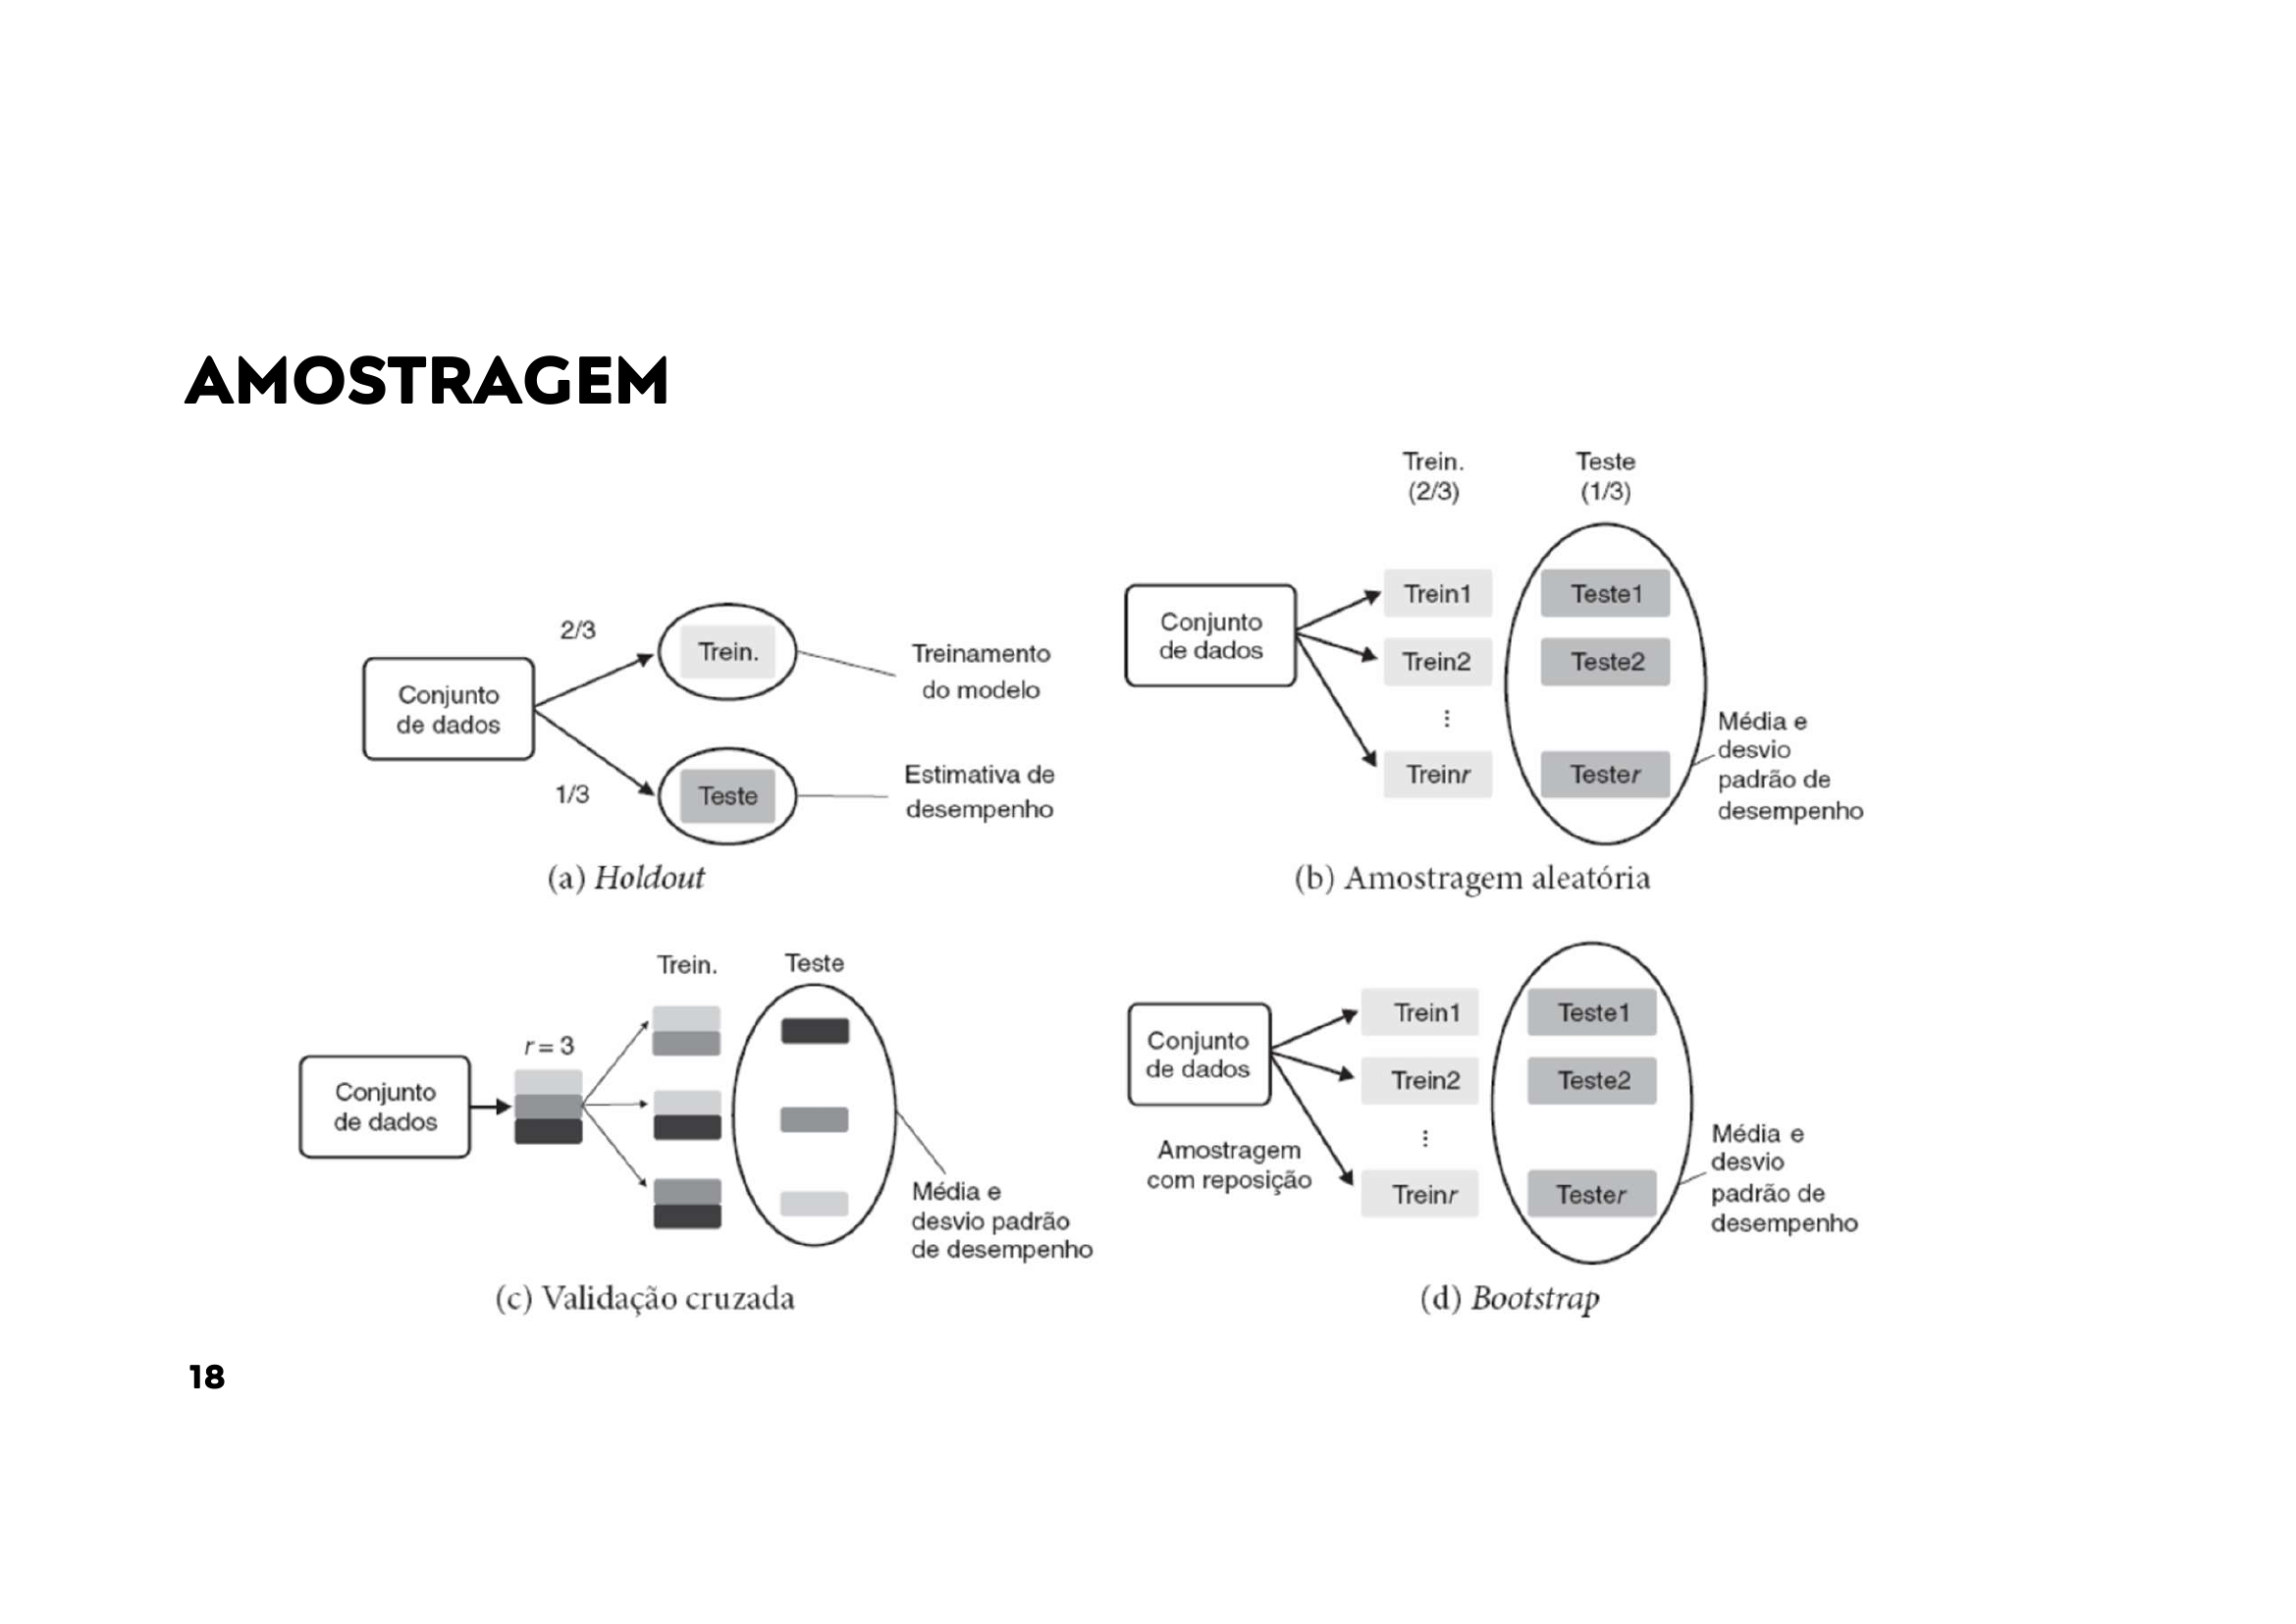 AMOSTRAGEM
Conjunto
de dados
2/3
1/3
Trein.
Teste
Treinamento
do modelo
Estimativa de
desempenho
(a) Holdout
Trein.
(2/3)
Teste
(1/3)
Conjunto
de dados
Trein1
Teste1
Trein2
Teste2
⋮
Treinr
Tester
Média e
desvio
padrão de
desempenho
(b) Amostragem aleatória
Trein.
Teste
r = 3
Conjunto
de dados
Média e
desvio padrão
de desempenho
(c) Validação cruzada
Conjunto
de dados
Amostragem
com reposição
Trein1
Teste1
Trein2
Teste2
⋮
Treinr
Tester
Média e
desvio
padrão de
desempenho
(d) Bootstrap
18